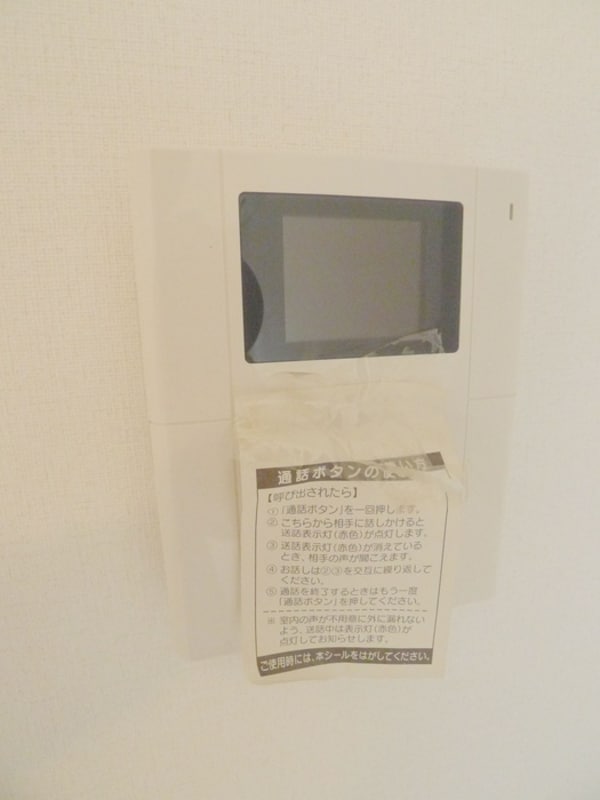 通話ボタンの使い方
【呼び出されたら】
①「通話ボタン」を一回押します。
②こちらから相手に話しかけると
送話表示灯(赤色)が点灯します。
③送話表示灯(赤色)が消えている
とき、相手の声が聞こえます。
④お話しは②③を交互に繰り返して
ください。
⑤通話を終了するときはもう一度
「通話ボタン」を押してください。
※室内の声が不用意に外に漏れない
よう、送話中は表示灯(赤色)が
点灯してお知らせします。
ご使用時には、本シールをはがしてください。